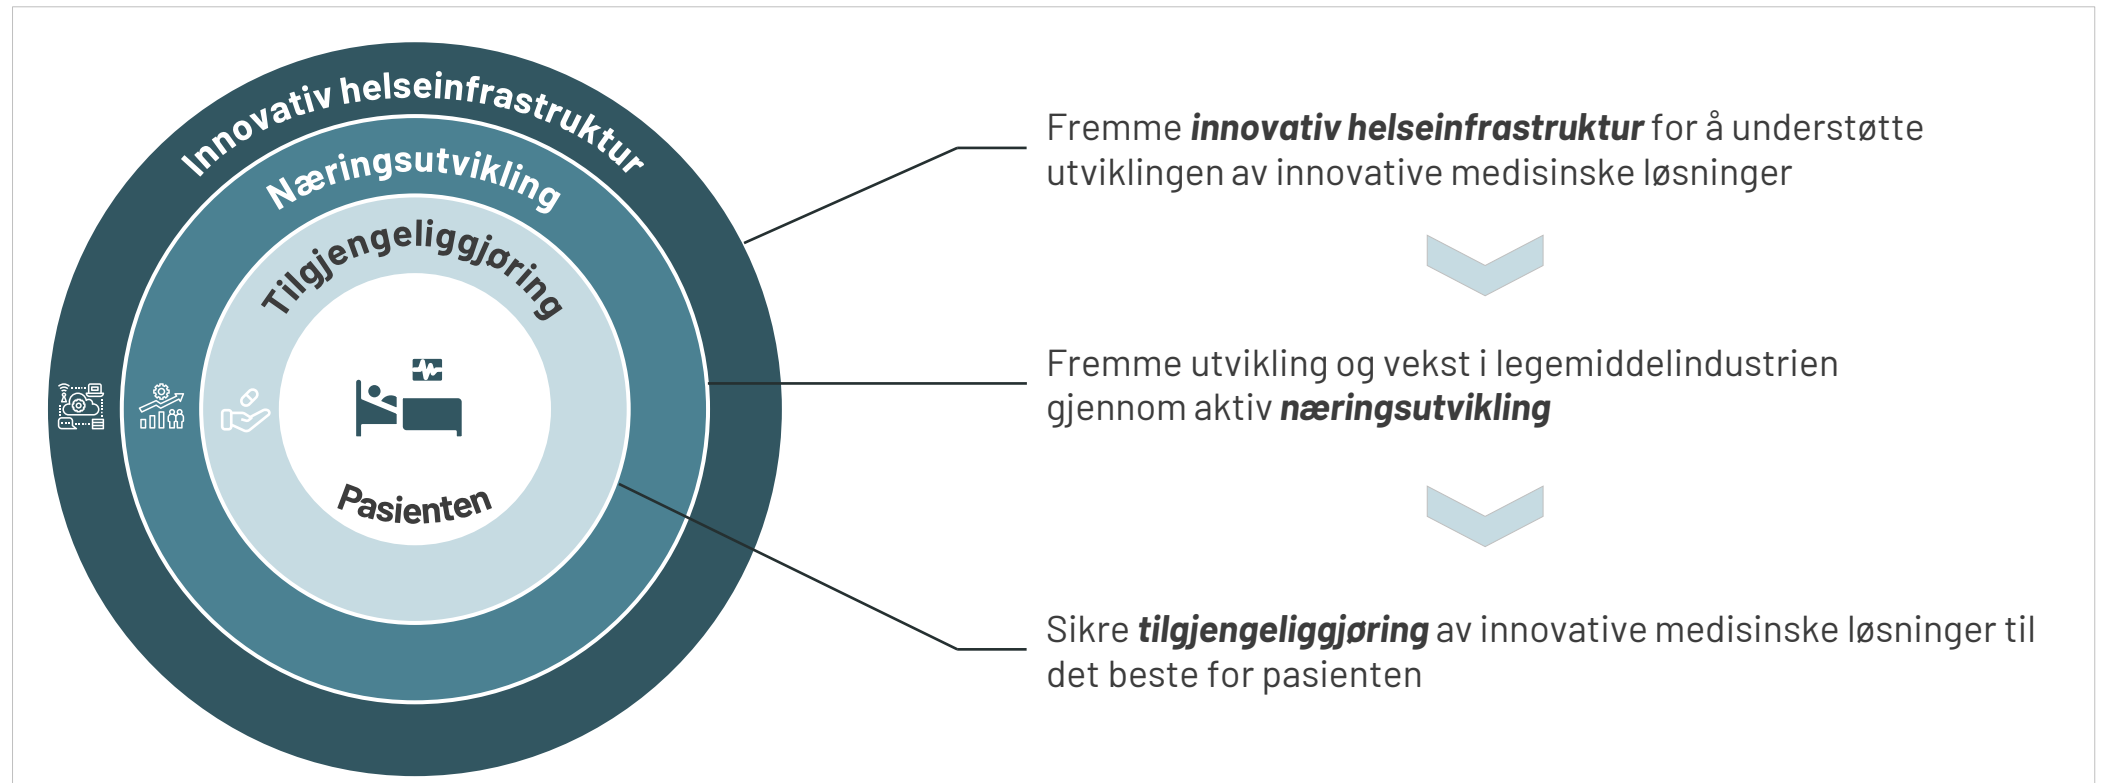 Innovativ helseinfrastruktur
Næringsutvikling
Tilgjengeliggjøring
Pasienten
Fremme innovativ helseinfrastruktur for å understøtte
utviklingen av innovative medisinske løsninger
Fremme utvikling og vekst i legemiddelindustrien
gjennom aktiv næringsutvikling
Sikre tilgjengeliggjøring av innovative medisinske løsninger til
det beste for pasienten